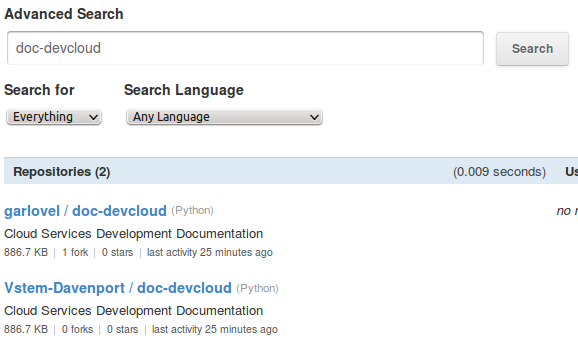 Advanced Search
doc-devcloud
Search
Search for
Search Language
Everything
Any Language
Repositories (2)
(0.009 seconds)
garlovel / doc-devcloud (Python)
no
Cloud Services Development Documentation
886.7 KB | 1 fork | 0 stars | last activity 25 minutes ago
Vstem-Davenport / doc-devcloud (Python)
Cloud Services Development Documentation
886.7 KB | 0 forks | 0 stars | last activity 25 minutes ago